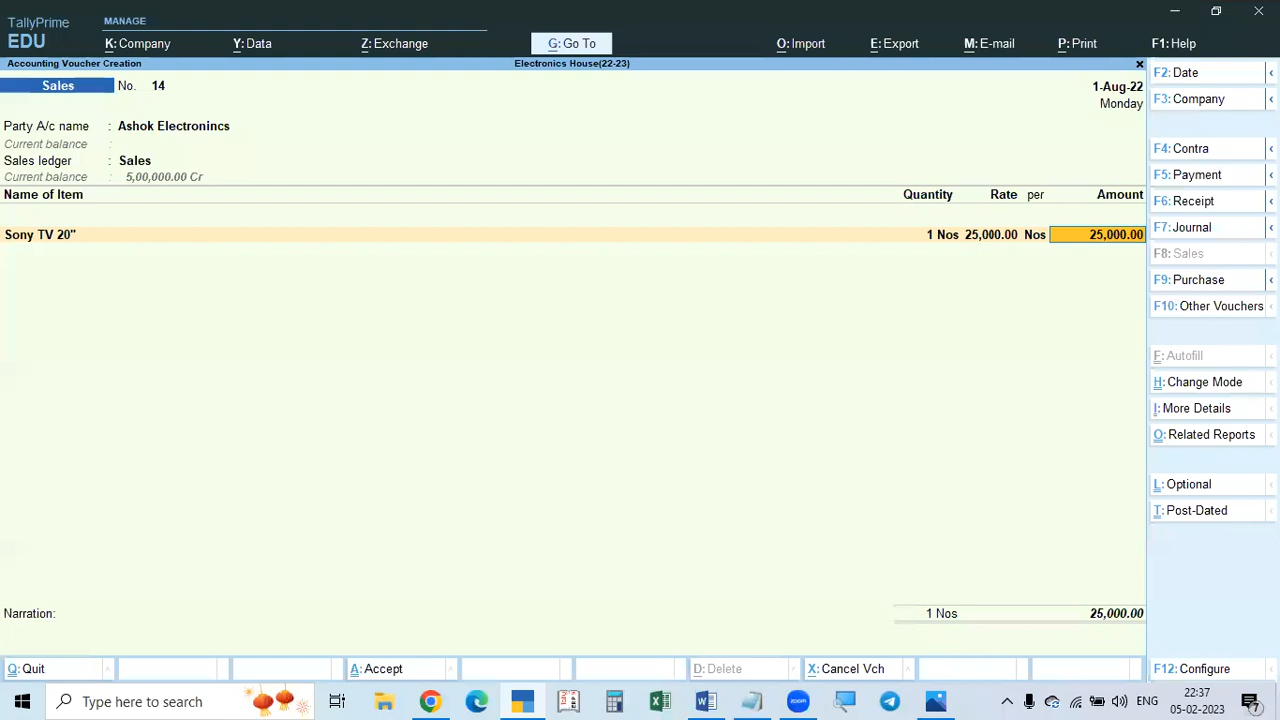 TallyPrime
EDU
MANAGE
K: Company
Y: Data
Z: Exchange
G: Go To
O: Import
E: Export
M: E-mail
P: Print
F1: Help
Accounting Voucher Creation
Electronics House(22-23)
Sales No. 14
1-Aug-22
Monday
Party A/c name : Ashok Electronincs
Current balance :
Sales ledger : Sales
Current balance : 5,00,000.00 Cr
Name of Item Quantity Rate per Amount
Sony TV 20" 1 Nos 25,000.00 Nos 25,000.00
Narration: 1 Nos 25,000.00
F2: Date
F3: Company
F4: Contra
F5: Payment
F6: Receipt
F7: Journal
F8: Sales
F9: Purchase
F10: Other Vouchers
F: Autofill
H: Change Mode
I: More Details
O: Related Reports
L: Optional
T: Post-Dated
Q: Quit
A: Accept
D: Delete
X: Cancel Vch
F12: Configure
Type here to search
zoom
ENG
22:37
05-02-2023
7